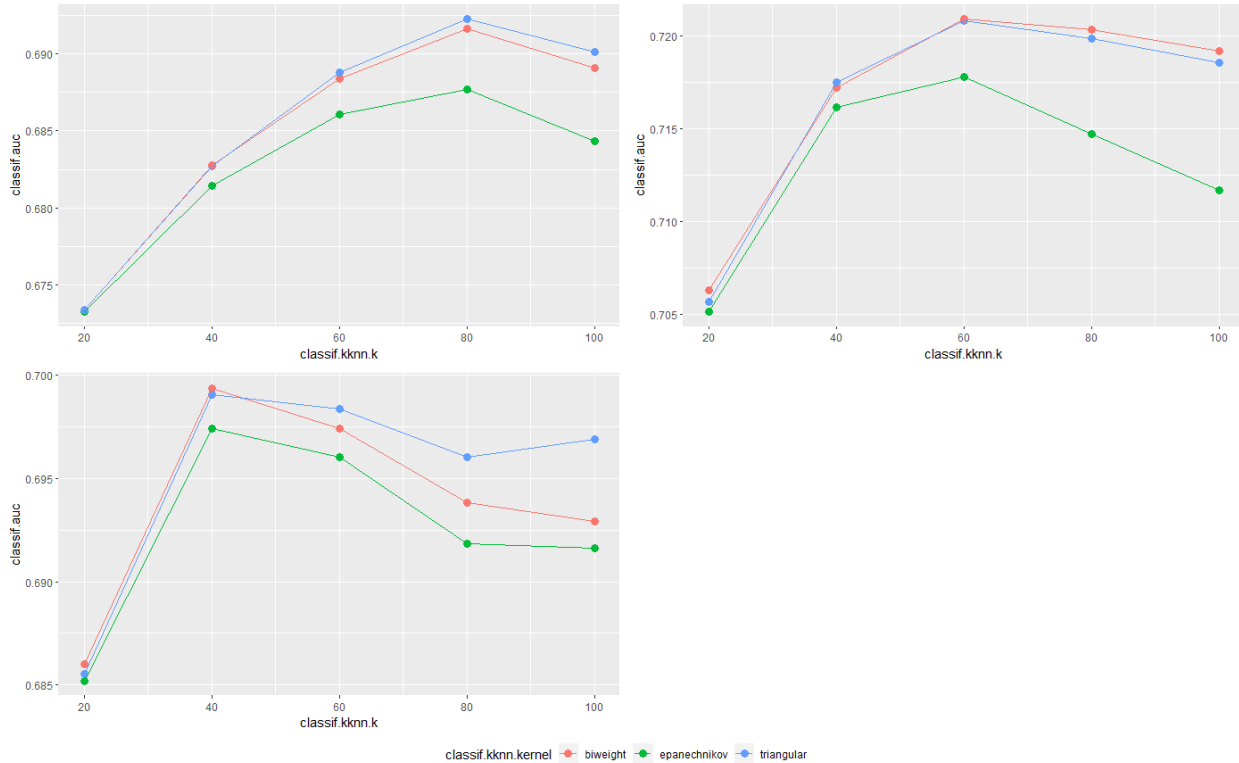 classif.auc
0.690
0.685
0.680
0.675
20 40 60 80 100
classif.kknn.k
classif.auc
0.720
0.715
0.710
0.705
20 40 60 80 100
classif.kknn.k
classif.auc
0.700
0.695
0.690
0.685
20 40 60 80 100
classif.kknn.k
classif.kknn.kernel biweight epanechnikov triangular